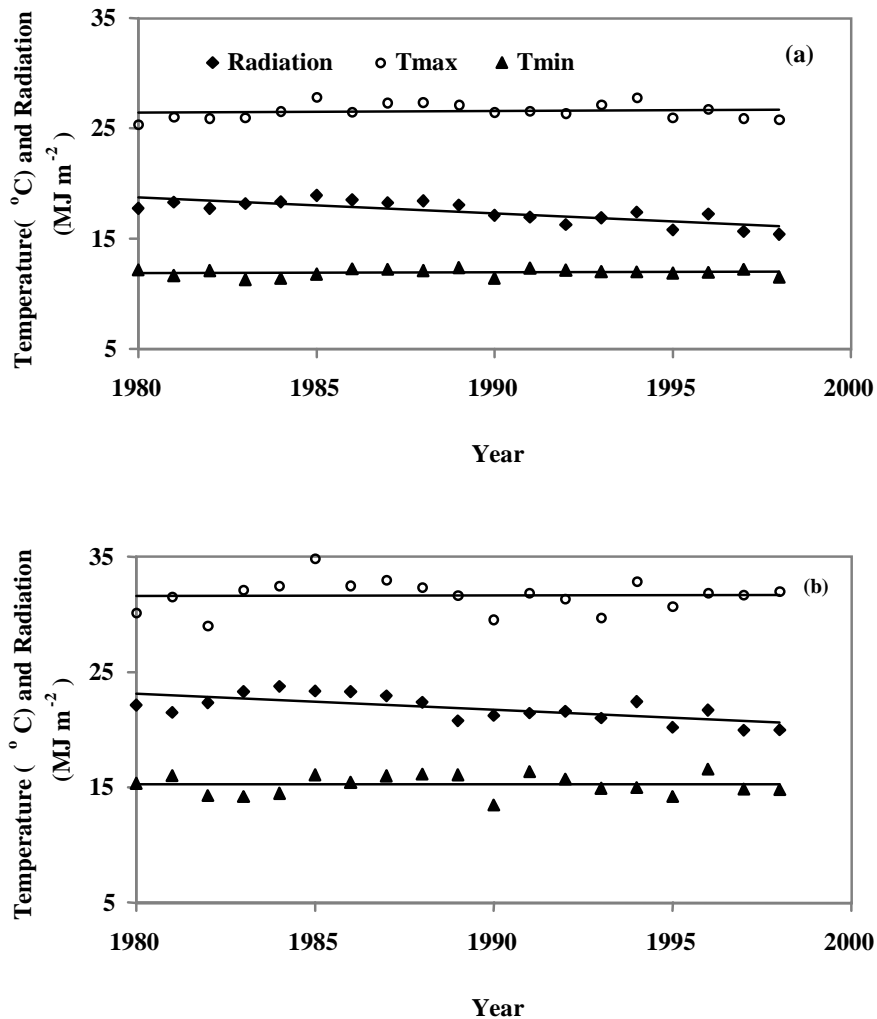 Temperature( °C) and Radiation
(MJ m-2)
35
25
15
5
Radiation Tmax Tmin
(a)
1980 1985 1990 1995 2000
Year
Temperature ( °C) and Radiation
(MJ m-2)
35
25
15
5
(b)
1980 1985 1990 1995 2000
Year